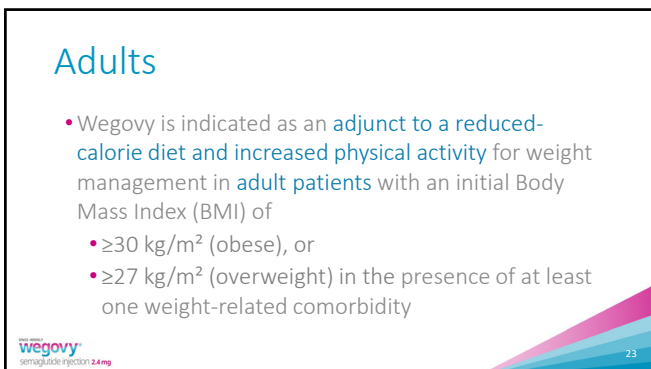 Adults
• Wegovy is indicated as an adjunct to a reduced-
calorie diet and increased physical activity for weight
management in adult patients with an initial Body
Mass Index (BMI) of
• ≥30 kg/m² (obese), or
• ≥27 kg/m² (overweight) in the presence of at least
one weight-related comorbidity
wegovy®
semaglutide injection 2.4 mg
23